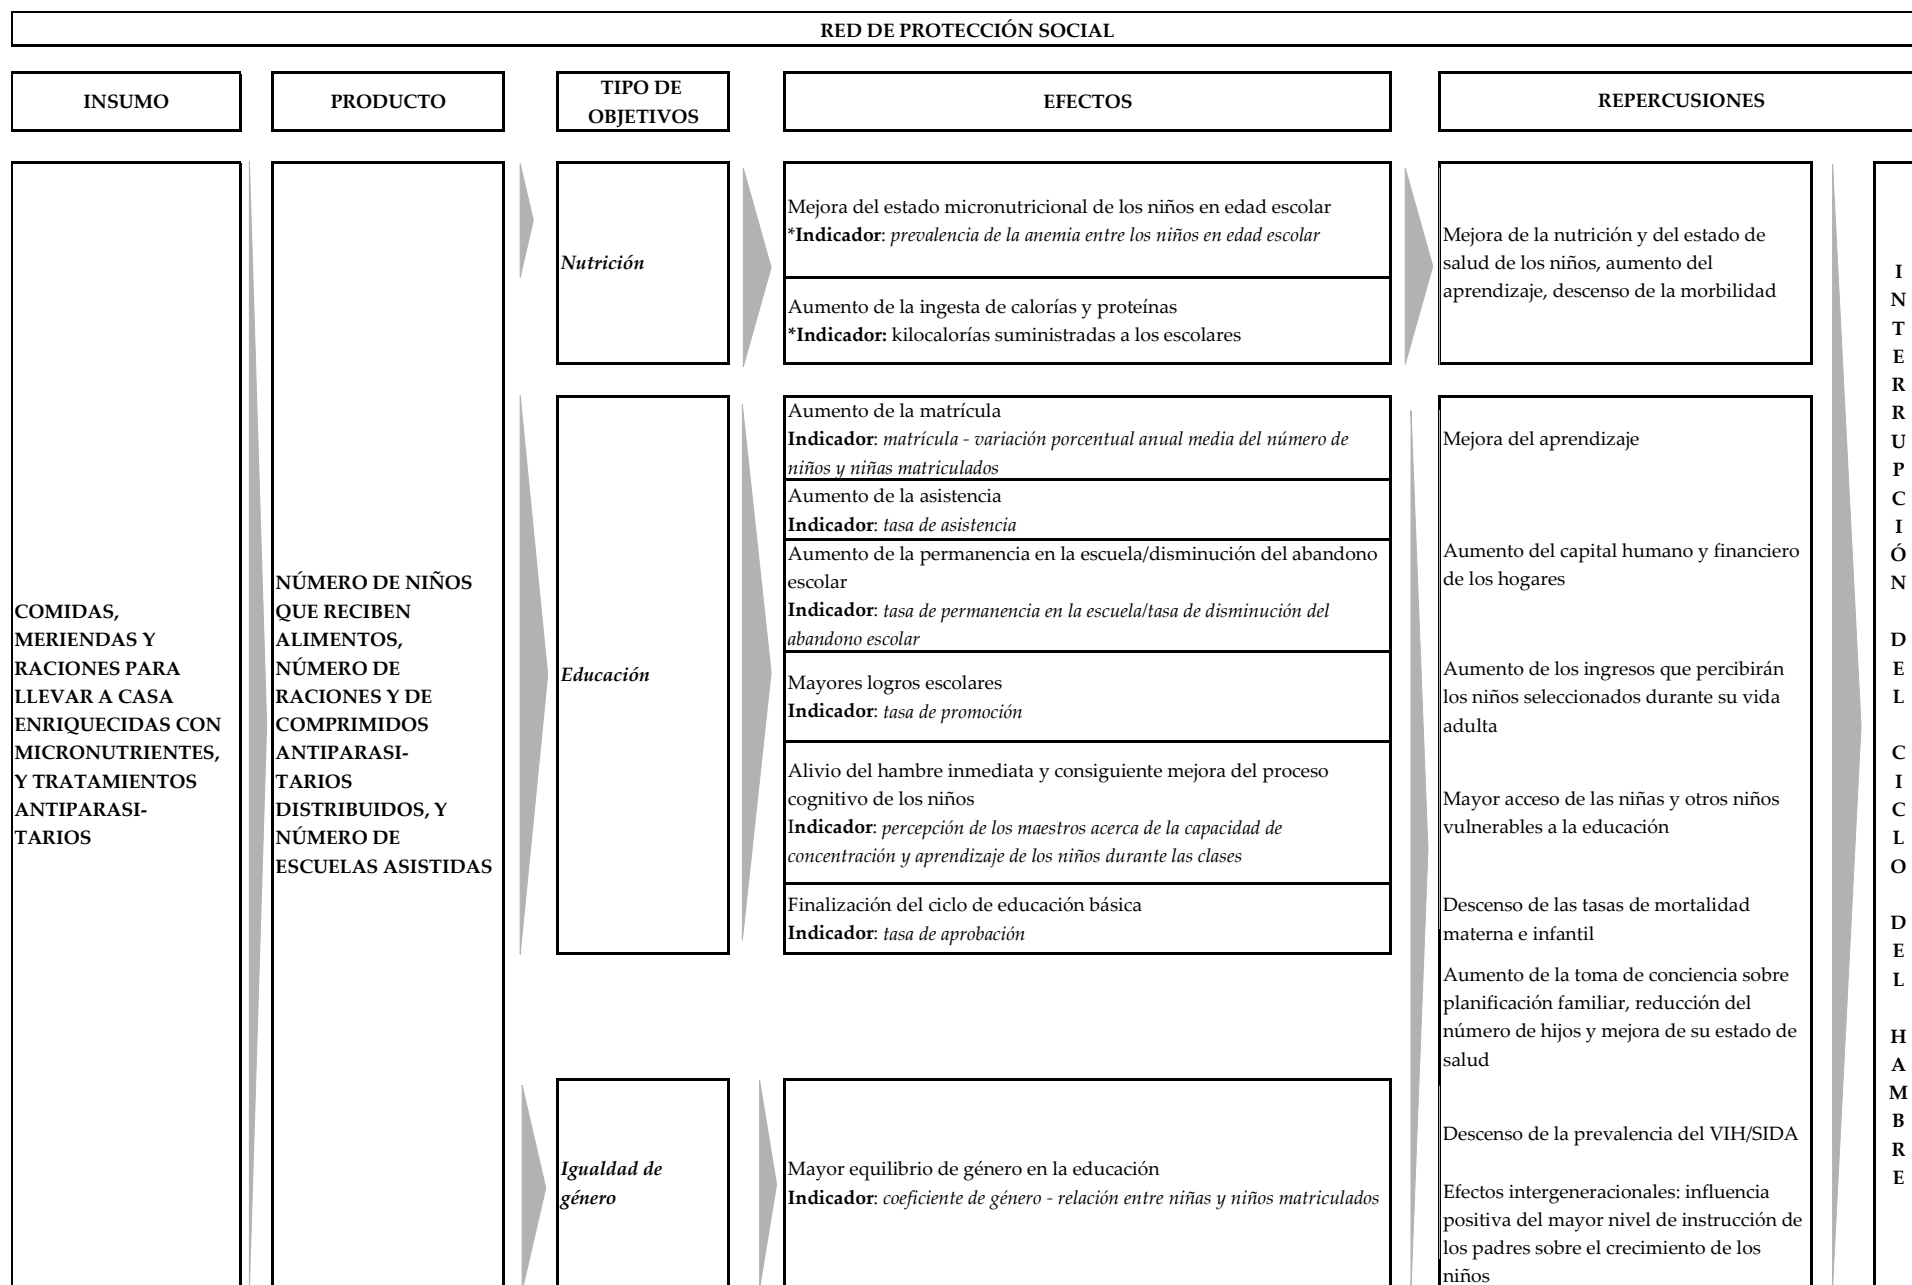 RED DE PROTECCIÓN SOCIAL
INSUMO
PRODUCTO
TIPO DE
OBJETIVOS
EFECTOS
REPERCUSIONES
COMIDAS,
MERIENDAS Y
RACIONES PARA
LLEVAR A CASA
ENRIQUECIDAS CON
MICRONUTRIENTES,
Y TRATAMIENTOS
ANTIPARASI-
TARIOS
NÚMERO DE NIÑOS
QUE RECIBEN
ALIMENTOS,
NÚMERO DE
RACIONES Y DE
COMPRIMIDOS
ANTIPARASI-
TARIOS
DISTRIBUIDOS, Y
NÚMERO DE
ESCUELAS ASISTIDAS
Nutrición
Mejora del estado micronutricional de los niños en edad escolar
*Indicador: prevalencia de la anemia entre los niños en edad escolar
Aumento de la ingesta de calorías y proteínas
*Indicador: kilocalorías suministradas a los escolares
Mejora de la nutrición y del estado de
salud de los niños, aumento del
aprendizaje, descenso de la morbilidad
Educación
Aumento de la matrícula
Indicador: matrícula - variación porcentual anual media del número de
niños y niñas matriculados
Aumento de la asistencia
Indicador: tasa de asistencia
Aumento de la permanencia en la escuela/disminución del abandono
escolar
Indicador: tasa de permanencia en la escuela/tasa de disminución del
abandono escolar
Mayores logros escolares
Indicador: tasa de promoción
Alivio del hambre inmediata y consiguiente mejora del proceso
cognitivo de los niños
Indicador: percepción de los maestros acerca de la capacidad de
concentración y aprendizaje de los niños durante las clases
Finalización del ciclo de educación básica
Indicador: tasa de aprobación
Igualdad de
género
Mayor equilibrio de género en la educación
Indicador: coeficiente de género - relación entre niñas y niños matriculados
Mejora del aprendizaje
Aumento del capital humano y financiero
de los hogares
Aumento de los ingresos que percibirán
los niños seleccionados durante su vida
adulta
Mayor acceso de las niñas y otros niños
vulnerables a la educación
Descenso de las tasas de mortalidad
materna e infantil
Aumento de la toma de conciencia sobre
planificación familiar, reducción del
número de hijos y mejora de su estado de
salud
Descenso de la prevalencia del VIH/SIDA
Efectos intergeneracionales: influencia
positiva del mayor nivel de instrucción de
los padres sobre el crecimiento de los
niños
INTERRUPCIÓN DEL CICLO DEL HAMBRE